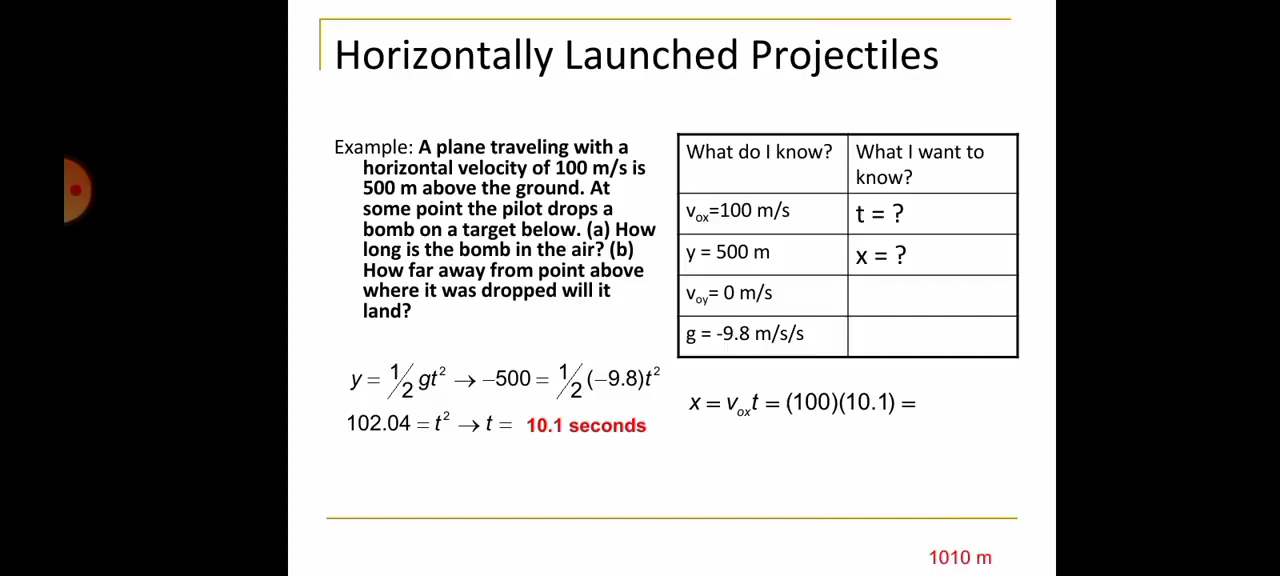 Horizontally Launched Projectiles
Example: A plane traveling with a
horizontal velocity of 100 m/s is
500 m above the ground. At
some point the pilot drops a
bomb on a target below. (a) How
long is the bomb in the air? (b)
How far away from point above
where it was dropped will it
land?
What do I know?
What I want to
know?
vₒₓ=100 m/s
t = ?
y = 500 m
x = ?
v_oy= 0 m/s
g = -9.8 m/s/s
y = 1/2 gt² → −500 = 1/2 (−9.8)t²
102.04 = t² → t = 10.1 seconds
x = vₒₓt = (100)(10.1) =
1010 m